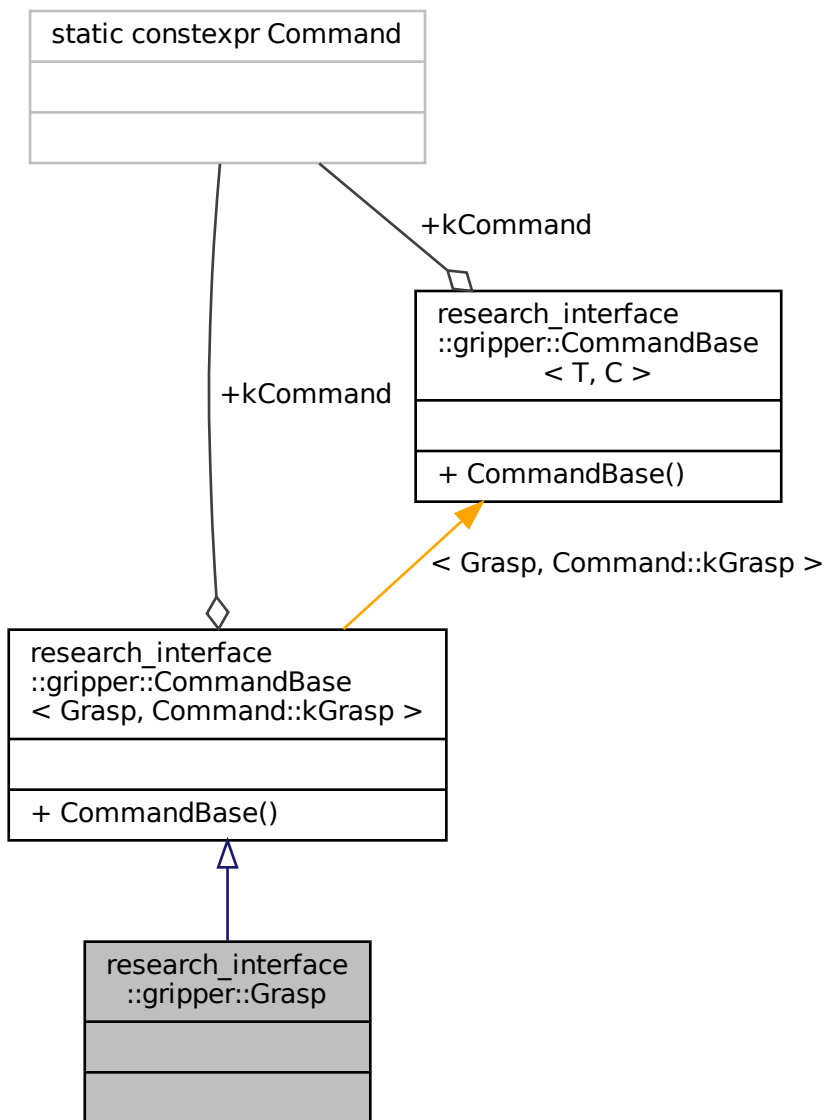 static constexpr Command
+kCommand
research_interface
::gripper::CommandBase
< T, C >
+ CommandBase()
+kCommand
< Grasp, Command::kGrasp >
research_interface
::gripper::CommandBase
< Grasp, Command::kGrasp >
+ CommandBase()
research_interface
::gripper::Grasp